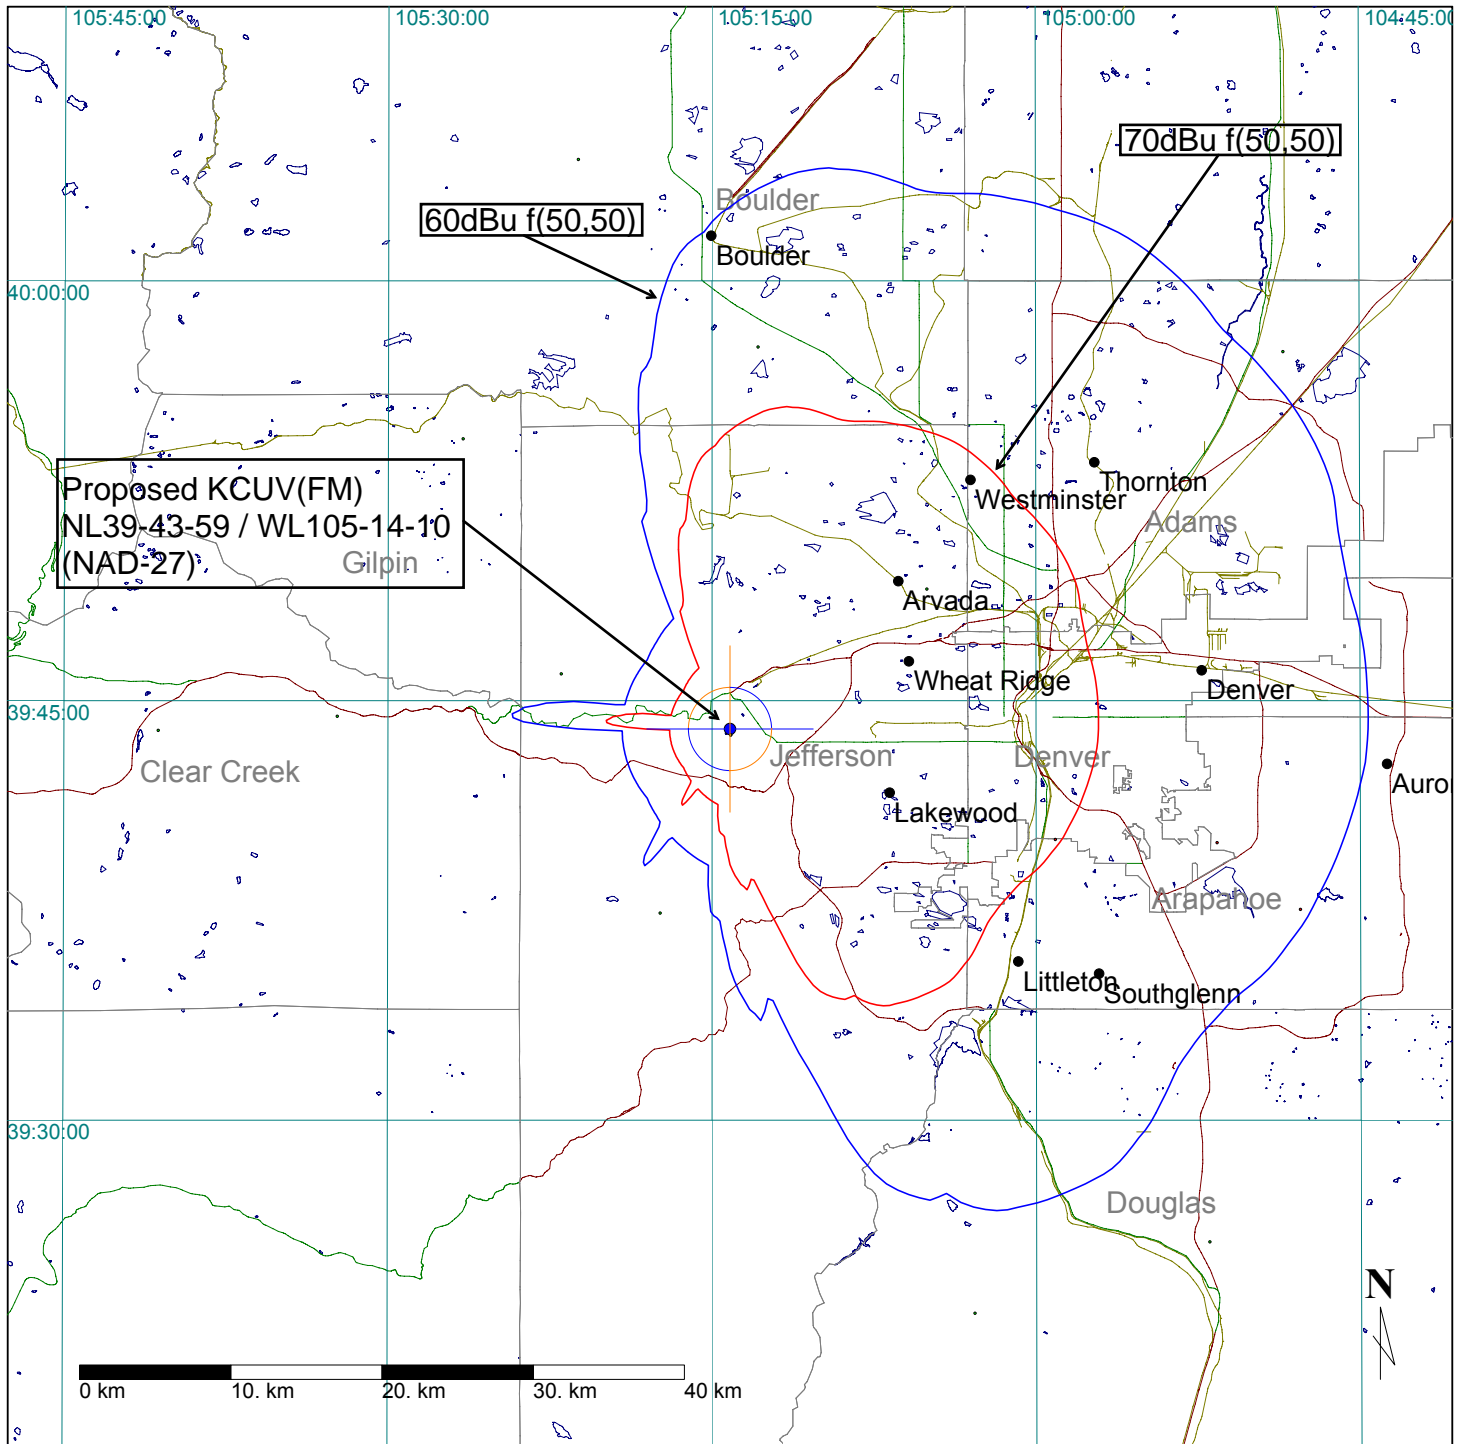 105:45:00
105:30:00
105:15:00
105:00:00
104:45:00
70dBu f(50,50)
60dBu f(50,50)
Boulder
Boulder
40:00:00
Proposed KCUV(FM)
NL39-43-59 / WL105-14-10
(NAD-27)
Gilpin
Thornton
Westminster
Adams
Arvada
Wheat Ridge
Denver
39:45:00
Clear Creek
Jefferson
Denver
Auro
Lakewood
Arapahoe
Littleton
Southglenn
39:30:00
Douglas
N
0 km
10. km
20. km
30. km
40 km